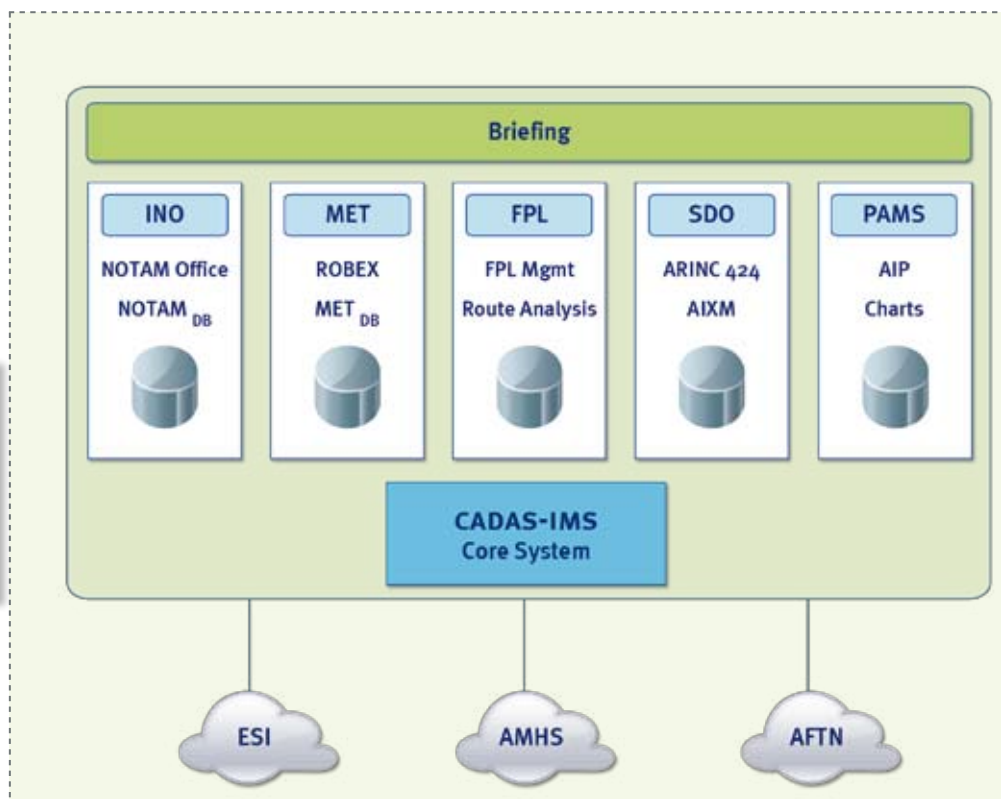 Briefing
INO
NOTAM Office
NOTAM DB
MET
ROBEX
MET DB
FPL
FPL Mgmt
Route Analysis
SDO
ARINC 424
AIXM
PAMS
AIP
Charts
CADAS-IMS
Core System
ESI
AMHS
AFTN